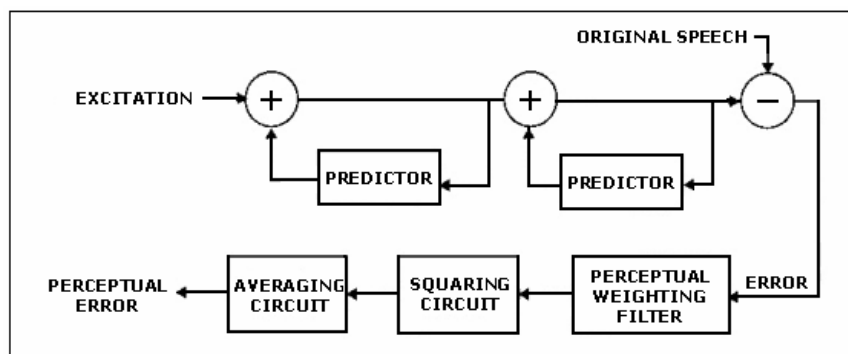 ORIGINAL SPEECH
EXCITATION
+
+
−
PREDICTOR
PREDICTOR
PERCEPTUAL
ERROR
AVERAGING
CIRCUIT
SQUARING
CIRCUIT
PERCEPTUAL
WEIGHTING
FILTER
ERROR